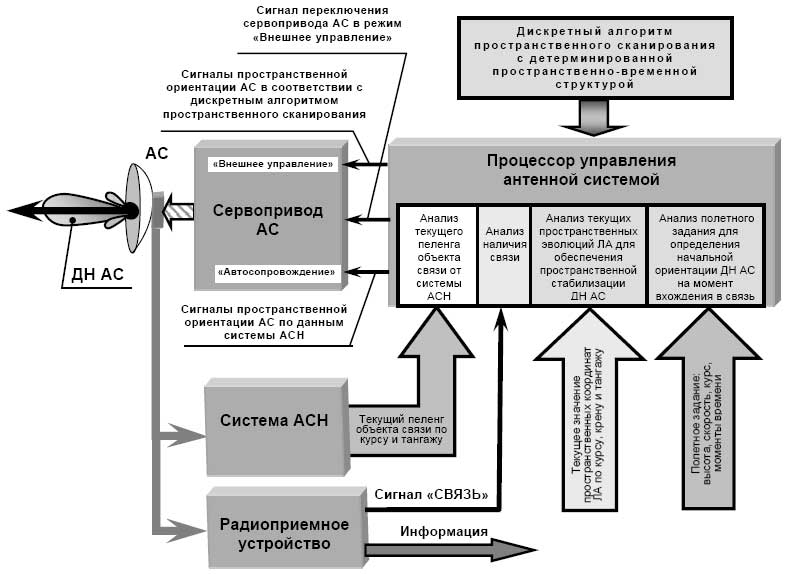 Сигнал переключения
сервопривода АС в режим
«Внешнее управление»
Дискретный алгоритм
пространственного сканирования
с детерминированной
пространственно-временной
структурой
Сигналы пространственной
ориентации АС в соответствии с
дискретным алгоритмом
пространственного сканирования
АС
«Внешнее управление»
Сервопривод
АС
«Автосопровождение»
ДН АС
Процессор управления
антенной системой
Анализ
текущего
пеленга
объекта
связи от
системы
АСН
Анализ
наличия
связи
Анализ текущих
пространственных
эволюций ЛА для
обеспечения
пространственной
стабилизации
ДН АС
Анализ полетного
задания для
определения
начальной
ориентации ДН АС
на момент
вхождения в связь
Сигналы пространственной
ориентации АС по данным
системы АСН
Система АСН
Текущий пеленг
объекта связи по
курсу и тангажу
Текущее значение
пространственных координат
ЛА по курсу, крену и тангажу
Полетное задание:
высота, скорость, курс,
моменты времени
Сигнал «СВЯЗЬ»
Радиоприемное
устройство
Информация